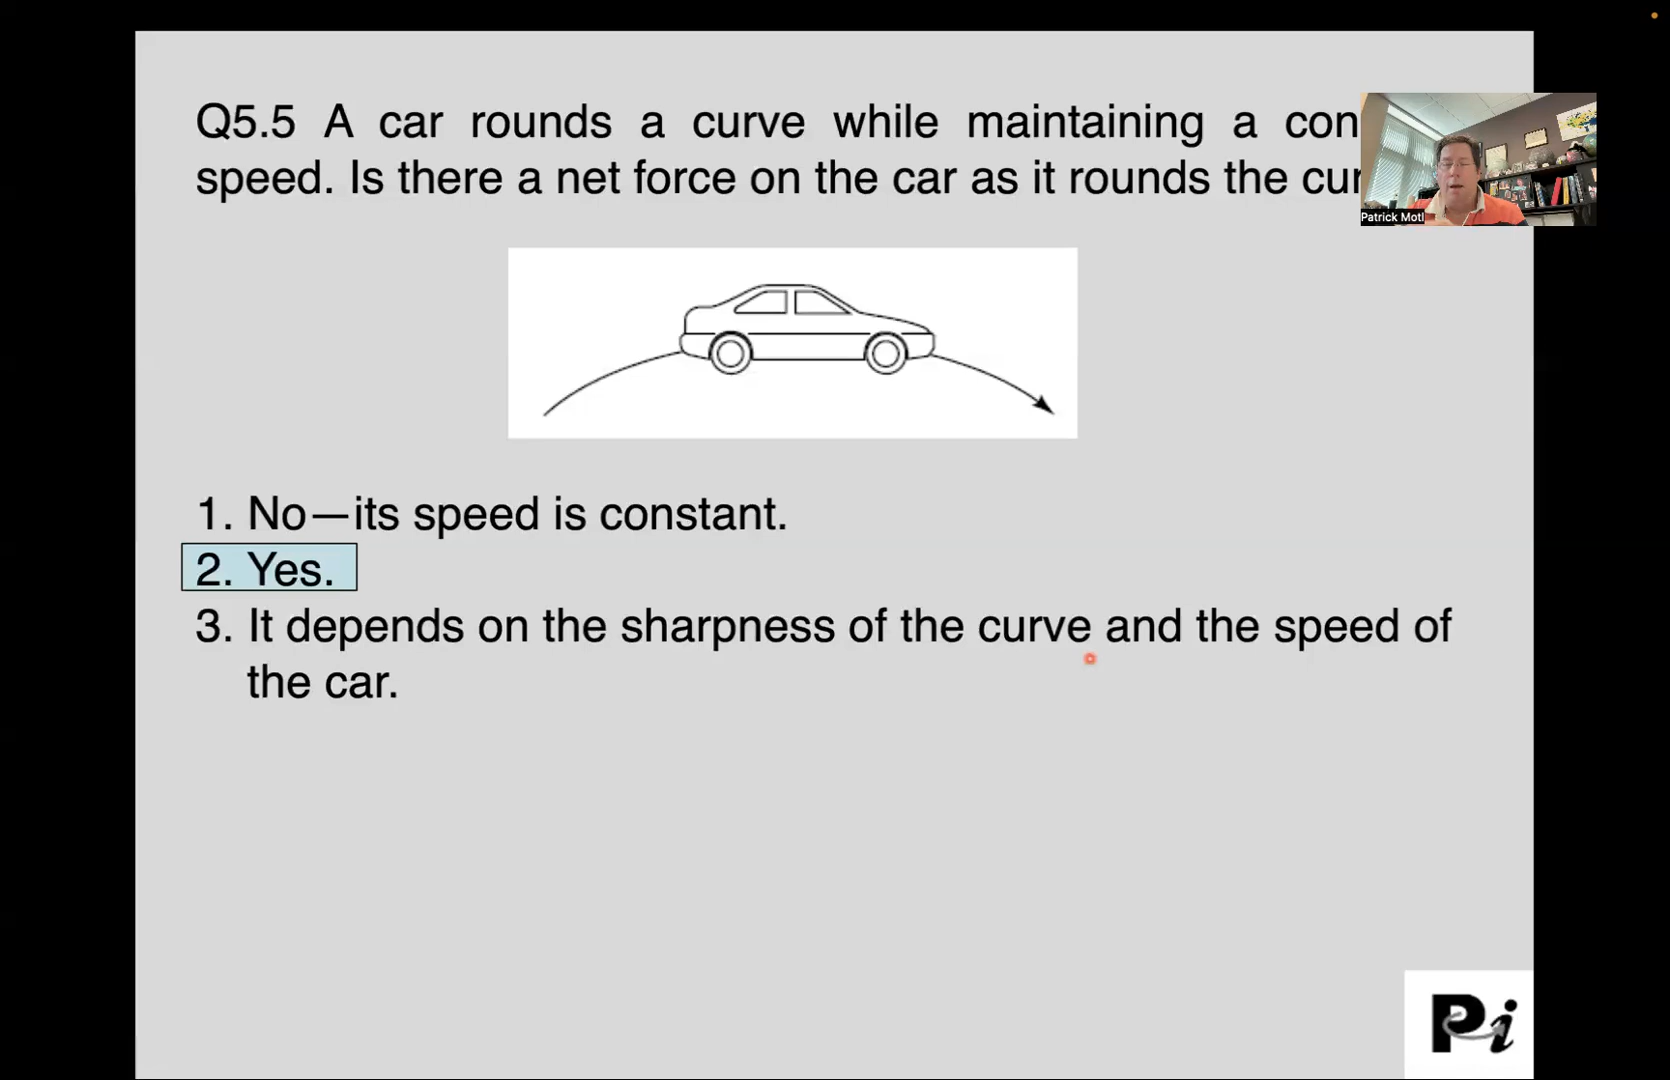 Q5.5 A car rounds a curve while maintaining a con
speed. Is there a net force on the car as it rounds the cur
Patrick Motl
1. No—its speed is constant.
2. Yes.
3. It depends on the sharpness of the curve and the speed of
the car.
Pi